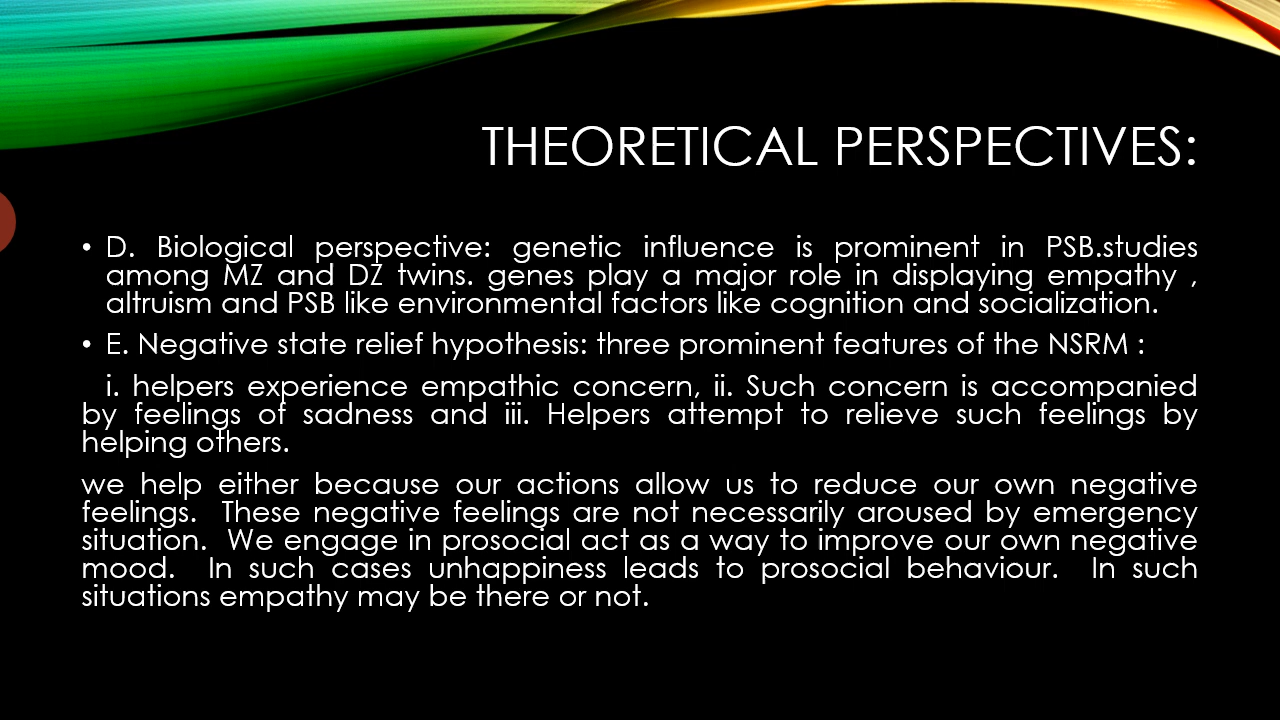 THEORETICAL PERSPECTIVES:
• D. Biological perspective: genetic influence is prominent in PSB.studies
among MZ and DZ twins. genes play a major role in displaying empathy ,
altruism and PSB like environmental factors like cognition and socialization.
• E. Negative state relief hypothesis: three prominent features of the NSRM :
i. helpers experience empathic concern, ii. Such concern is accompanied
by feelings of sadness and iii. Helpers attempt to relieve such feelings by
helping others.
we help either because our actions allow us to reduce our own negative
feelings. These negative feelings are not necessarily aroused by emergency
situation. We engage in prosocial act as a way to improve our own negative
mood. In such cases unhappiness leads to prosocial behaviour. In such
situations empathy may be there or not.